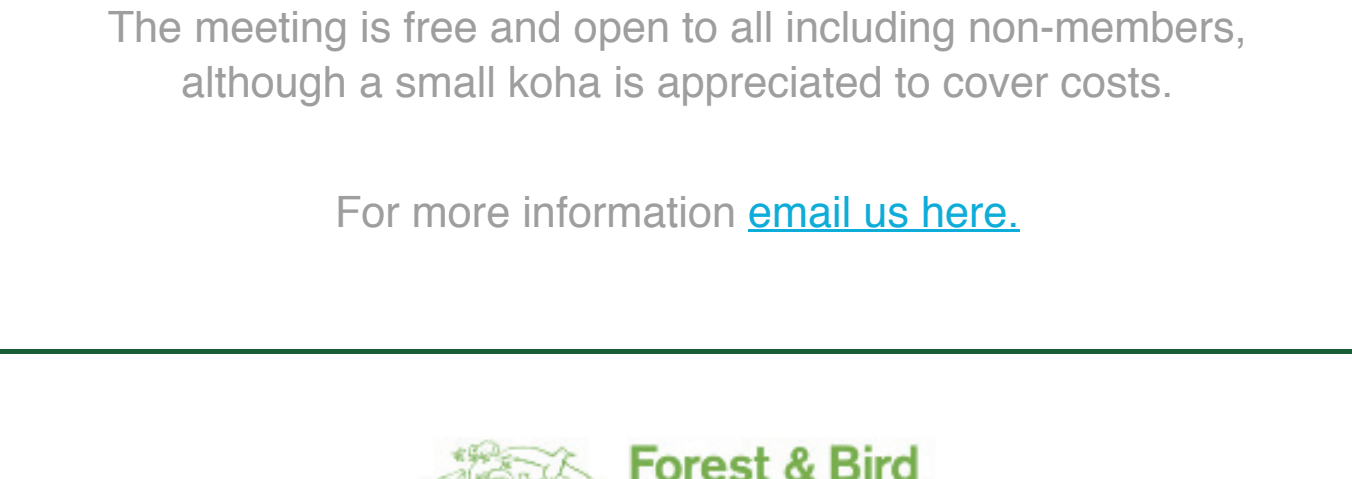 The meeting is free and open to all including non-members,
although a small koha is appreciated to cover costs.
For more information email us here.
Forest & Bird